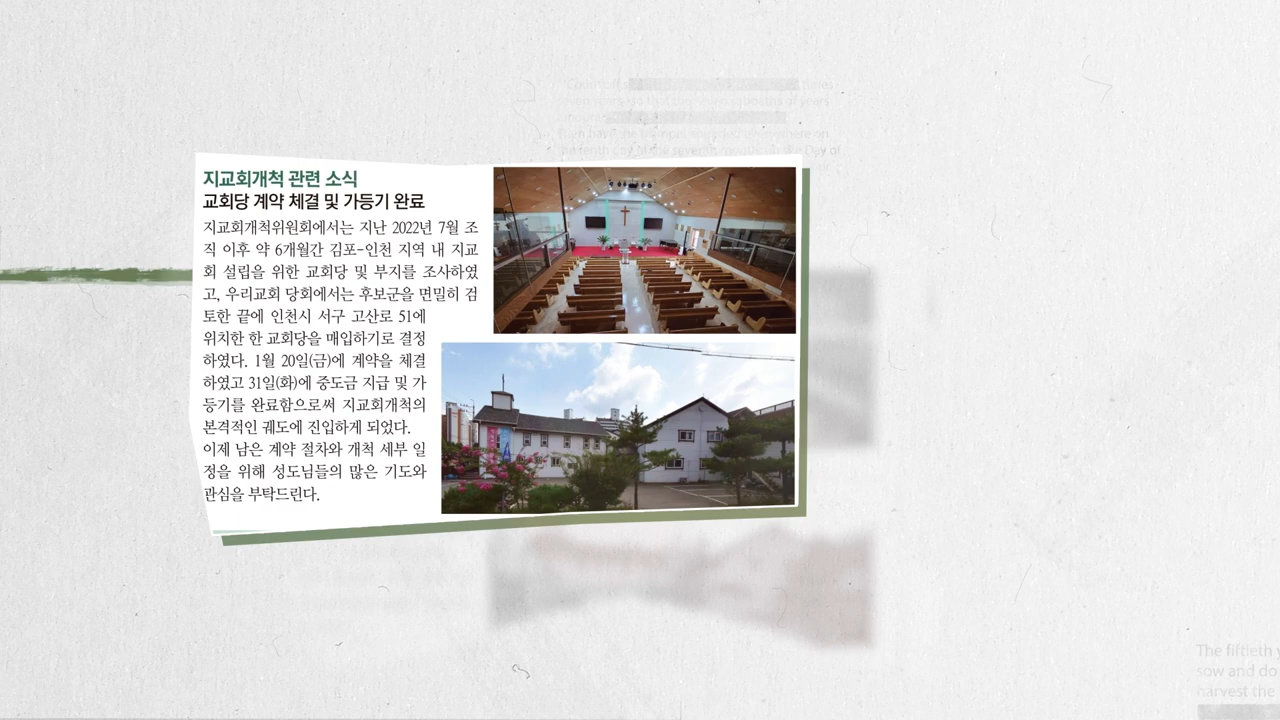 지교회개척 관련 소식
교회당 계약 체결 및 가등기 완료
지교회개척위원회에서는 지난 2022년 7월 조
직 이후 약 6개월간 김포-인천 지역 내 지교
회 설립을 위한 교회당 및 부지를 조사하였
고, 우리교회 당회에서는 후보군을 면밀히 검
토한 끝에 인천시 서구 고산로 51에
위치한 한 교회당을 매입하기로 결정
하였다. 1월 20일(금)에 계약을 체결
하였고 31일(화)에 중도금 지급 및 가
등기를 완료함으로써 지교회개척의
본격적인 궤도에 진입하게 되었다.
이제 남은 계약 절차와 개척 세부 일
정을 위해 성도님들의 많은 기도와
관심을 부탁드린다.
The fiftieth
sow and do
harvest the